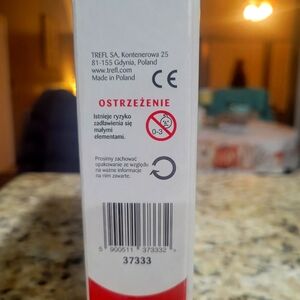 TREFL SA, Kontenerowa 25
81-155 Gdynia, Poland
www.trefl.com
Made in Poland
CE
OSTRZEŻENIE
Istnieje ryzyko
zadławienia się
małymi
elementami.
0-3
Prosimy zachować
opakowanie ze względu
na ważne informacje
na nim zawarte.
5 900511 373332 >
37333